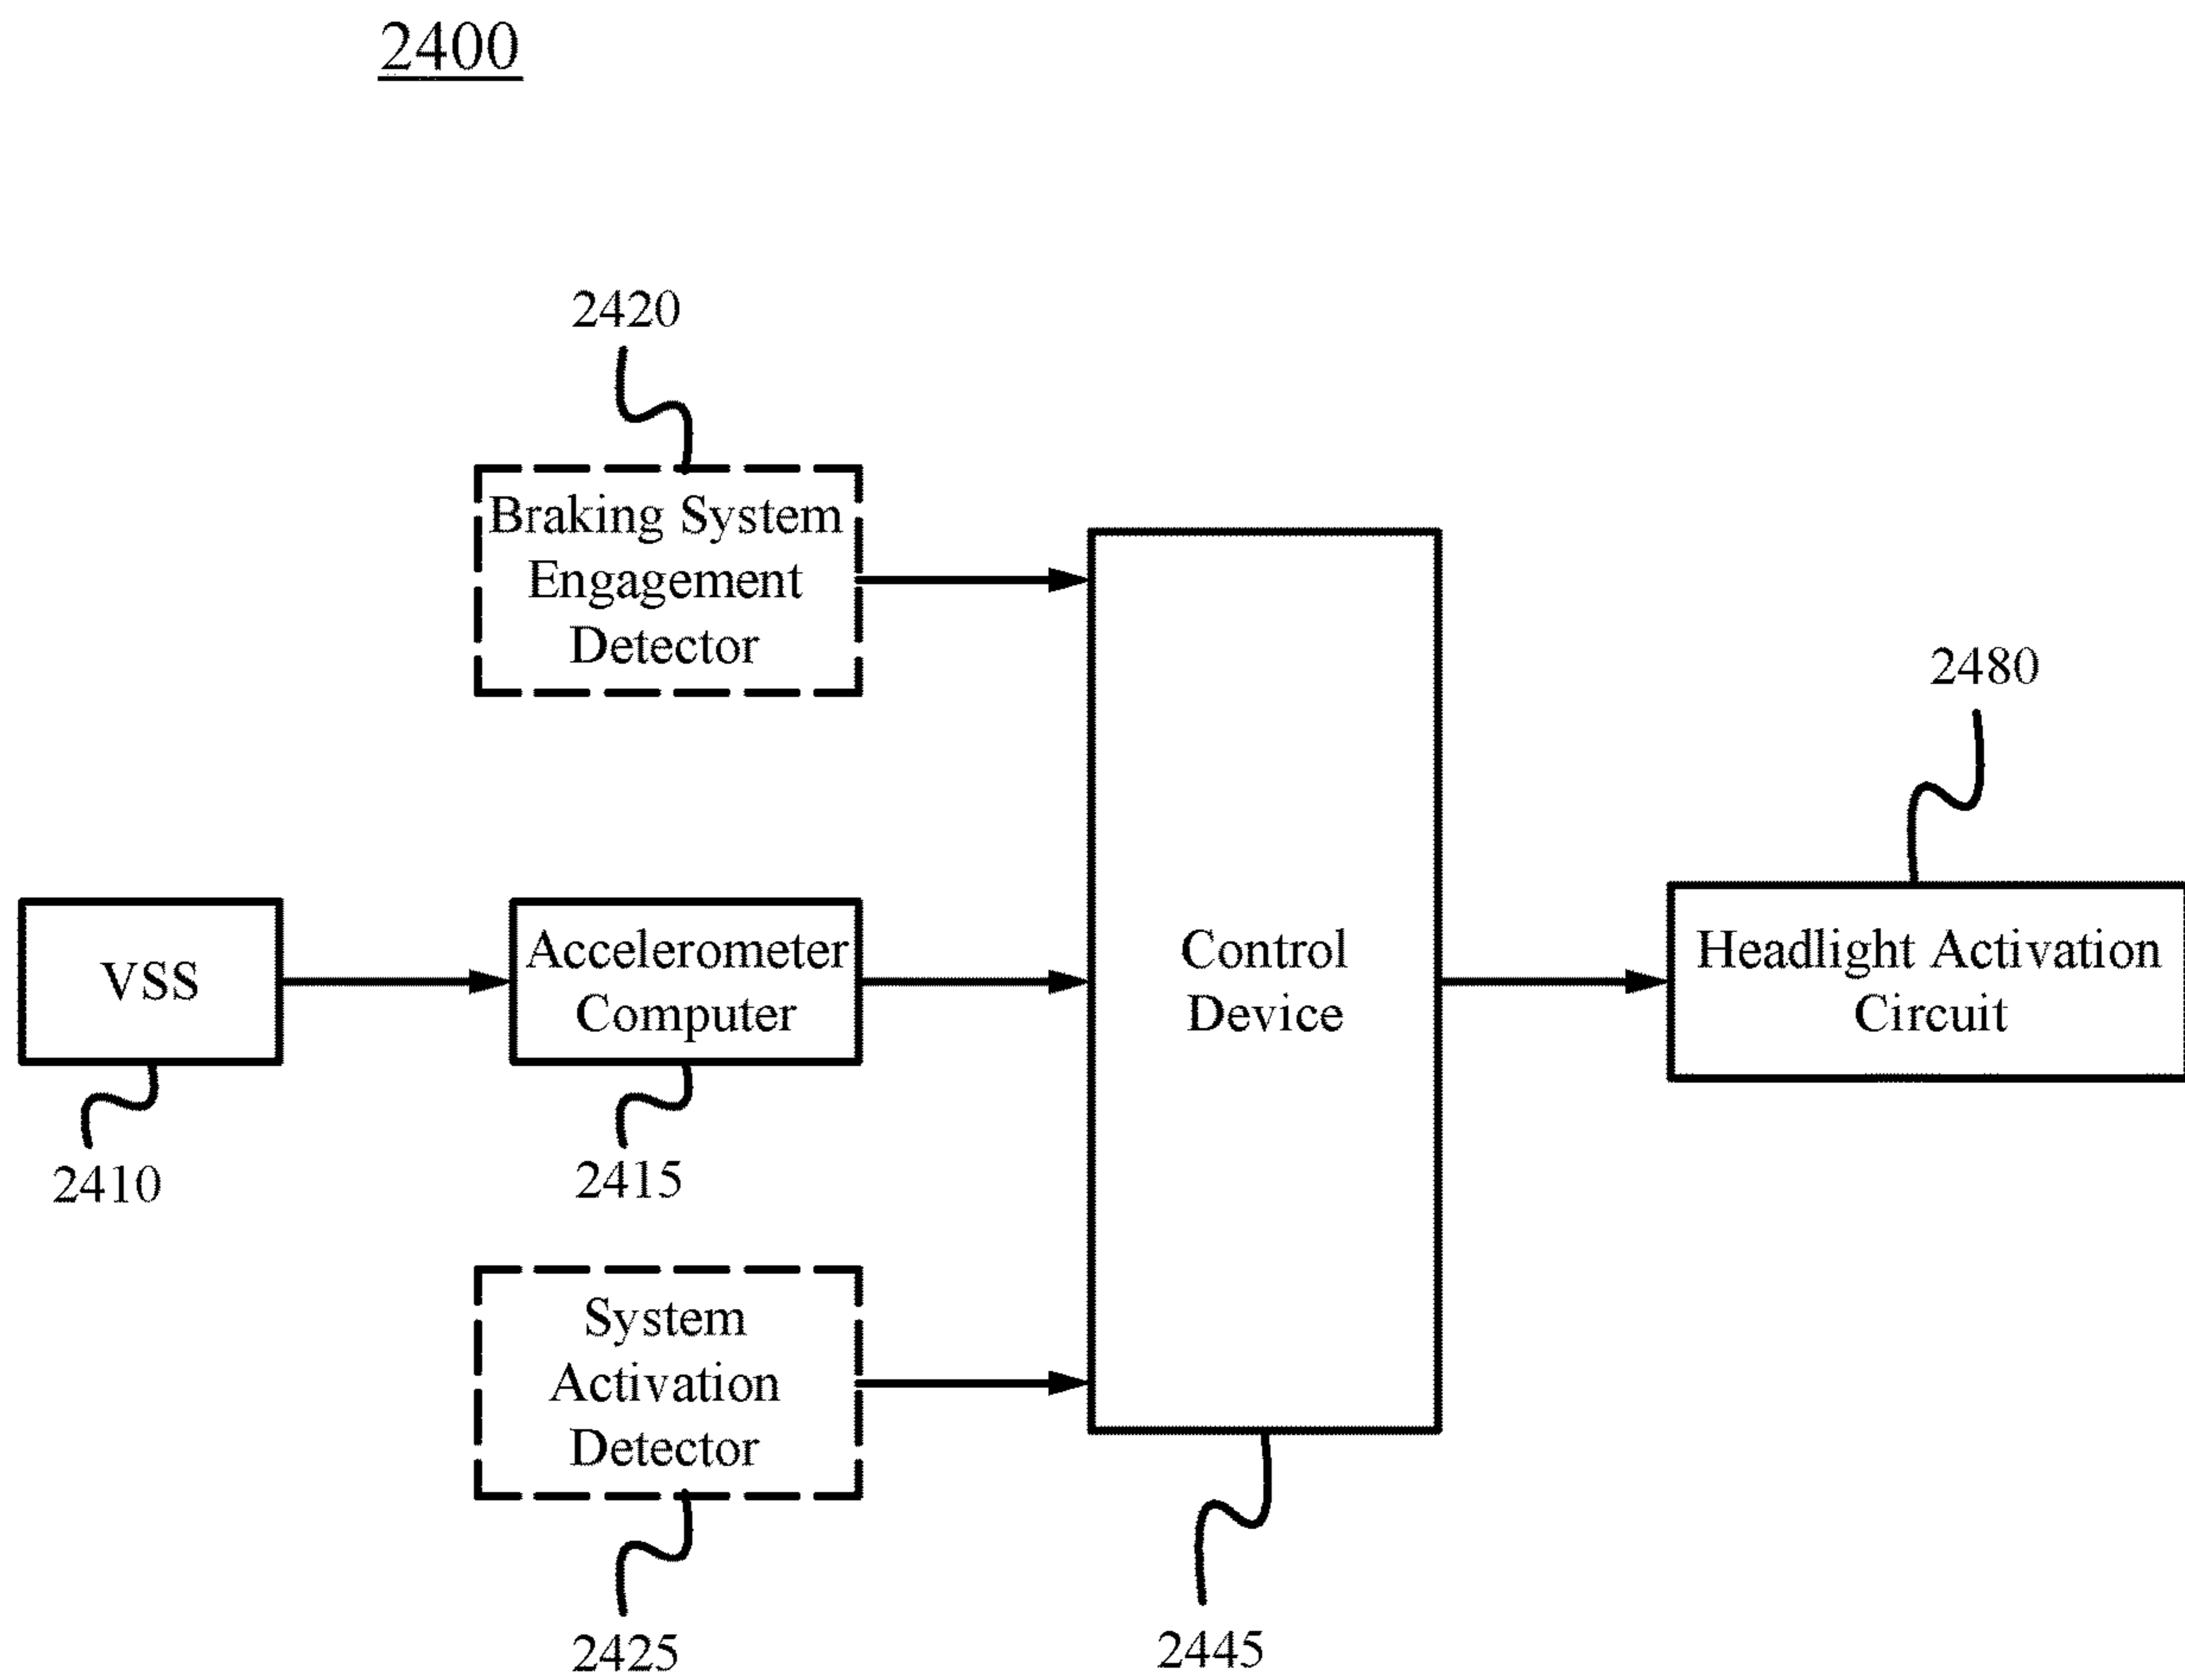 2400
2420
Braking System
Engagement
Detector
2480
VSS
Accelerometer
Computer
Control
Device
Headlight Activation
Circuit
2410
2415
System
Activation
Detector
2425
2445